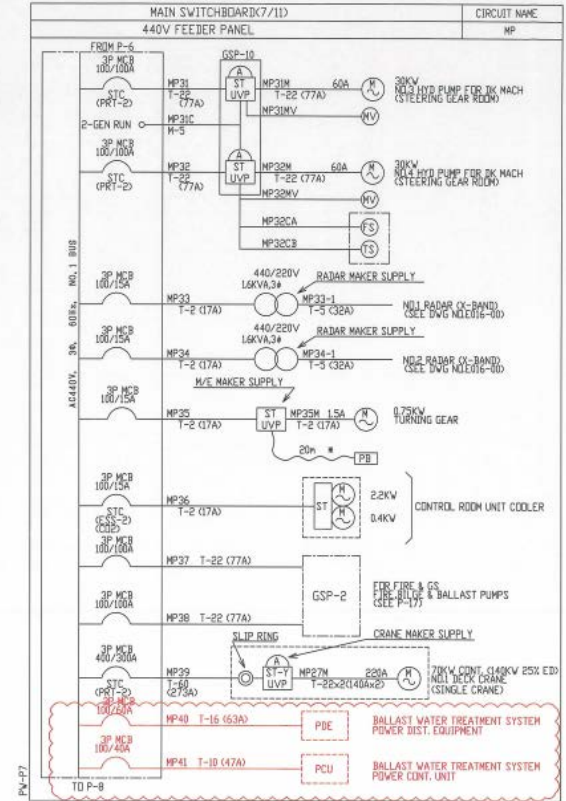 MAIN SWITCHBOARD(7/11)
CIRCUIT NAME
440V FEEDER PANEL
MP
FROM P-6
GSP-10
3P MCB
100/100A
STC
(PRT-2)
MP31
T-22
(77A)
A
ST
UVP
MP31M
T-22 (77A)
60A
M
30KW
NO.3 HYD PUMP FOR DK MACH
(STEERING GEAR ROOM)
MP31MV
MV
2-GEN RUN
MP31C
M-5
3P MCB
100/100A
STC
(PRT-2)
MP32
T-22
(77A)
A
ST
UVP
MP32M
T-22 (77A)
60A
M
30KW
NO.4 HYD PUMP FOR DK MACH
(STEERING GEAR ROOM)
MP32MV
MV
MP32CA
FS
MP32CB
TS
AC440V, 3Φ, 60Hz, NO.1 BUS
3P MCB
100/15A
MP33
T-2 (17A)
440/220V
1.6KVA,3ϕ
RADAR MAKER SUPPLY
MP33-1
T-5 (32A)
NO.1 RADAR (X-BAND)
(SEE DWG NO.E016-00)
3P MCB
100/15A
MP34
T-2 (17A)
440/220V
1.6KVA,3ϕ
RADAR MAKER SUPPLY
MP34-1
T-5 (32A)
NO.2 RADAR (X-BAND)
(SEE DWG NO.E016-00)
M/E MAKER SUPPLY
3P MCB
100/15A
MP35
T-2 (17A)
ST
UVP
MP35M 1.5A
T-2 (17A)
M
0.75KW
TURNING GEAR
20m *
PB
3P MCB
100/15A
STC
(ESS-2)
(CO2)
MP36
T-2 (17A)
ST
M
M
2.2KW
0.4KW
CONTROL ROOM UNIT COOLER
3P MCB
100/100A
MP37 T-22 (77A)
GSP-2
FOR FIRE & GS
FIRE,BILGE & BALLAST PUMPS
(SEE P-17)
3P MCB
100/100A
MP38 T-22 (77A)
SLIP RING
CRANE MAKER SUPPLY
3P MCB
400/300A
STC
(PRT-2)
MP39
T-60
(273A)
A
ST-Y
UVP
MP27M
T-22x2(140Ax2)
220A
M
70KW CONT. (140KW 25% ED)
NO.1 DECK CRANE
(SINGLE CRANE)
3P MCB
100/60A
MP40 T-16 (63A)
PDE
BALLAST WATER TREATMENT SYSTEM
POWER DIST. EQUIPMENT
3P MCB
100/40A
MP41 T-10 (47A)
PCU
BALLAST WATER TREATMENT SYSTEM
POWER CONT. UNIT
TO P-8
PW-P7